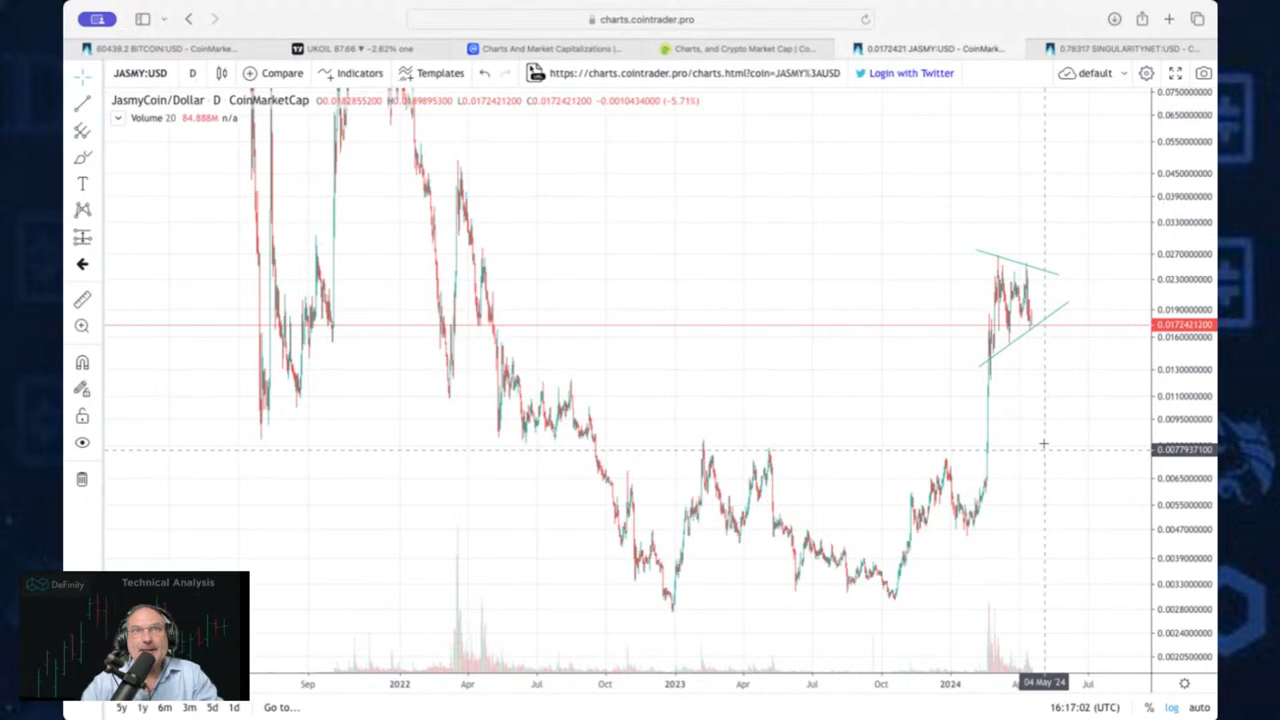 charts.cointrader.pro
60438.2 BITCOIN:USD - CoinMarke...
UKOIL 87.66 ▼ −2.62% one
Charts And Market Capitalizations |...
Charts, and Crypto Market Cap | Co...
0.0172421 JASMY:USD - CoinMark...
0.78317 SINGULARITYNET:USD - C...
JASMY:USD D Compare Indicators Templates https://charts.cointrader.pro/charts.html?coin=JASMY%3AUSD Login with Twitter default
JasmyCoin/Dollar · D · CoinMarketCap L0.0172421200 C0.0172421200 −0.0010434000 (−5.71%)
Volume 20 84.888M n/a
0.0750000000
0.0650000000
0.0550000000
0.0450000000
0.0390000000
0.0330000000
0.0270000000
0.0230000000
0.0190000000
0.0172421200
0.0160000000
0.0130000000
0.0110000000
0.0095000000
0.0077937100
0.0065000000
0.0055000000
0.0047000000
0.0039000000
0.0033000000
0.0028000000
0.0024000000
0.0020500000
DeFinity Technical Analysis
Sep 2022 Apr Jul Oct 2023 Apr Jul Oct 2024 04 May '24 Jul
5y 1y 6m 3m 5d 1d Go to... 16:17:02 (UTC) % log auto